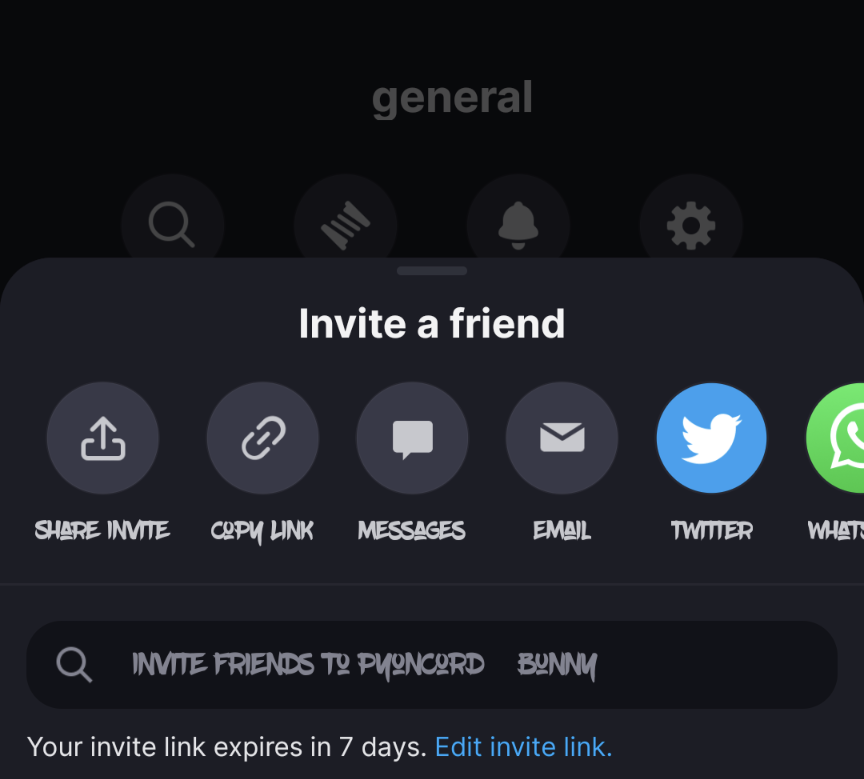 general
Invite a friend
SHARE INVITE
COPY LINK
MESSAGES
EMAIL
TWITTER
WHATS
INVITE FRIENDS TO PYONCORD BUNNY
Your invite link expires in 7 days. Edit invite link.